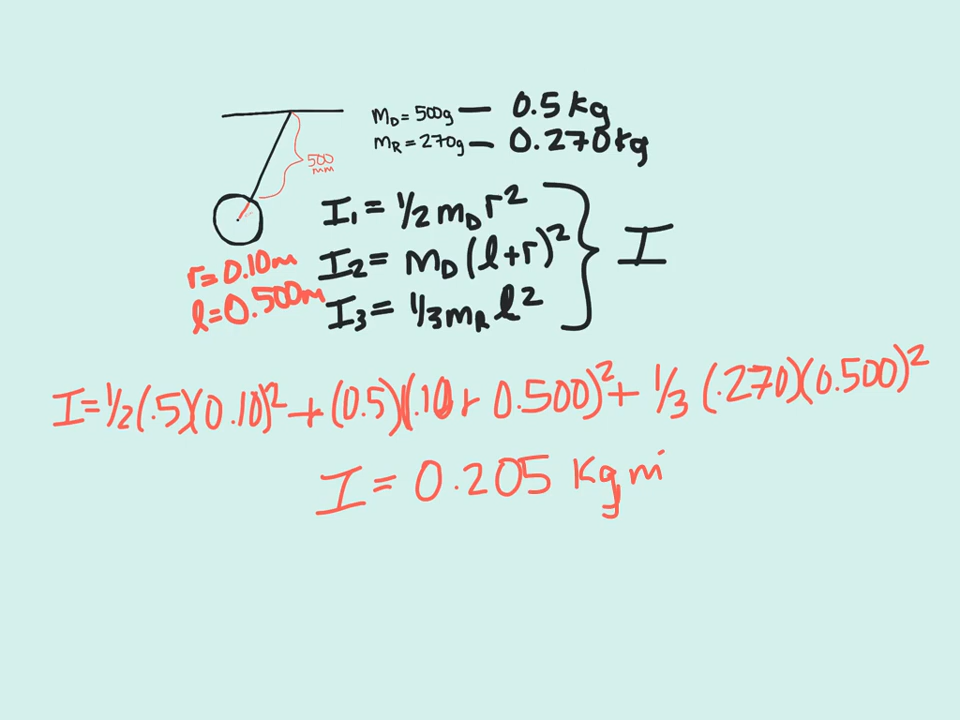 M_D = 500g — 0.5 kg
M_R = 270g — 0.270 kg
500 mm
I₁ = ½ m_D r²
I₂ = m_D (l+r)²
I₃ = ⅓ m_R l²
} I
r = 0.10m
l = 0.500m
I = ½ (.5)(0.10)² + (0.5)(.10 + 0.500)² + ⅓ (.270)(0.500)²
I = 0.205 kg m